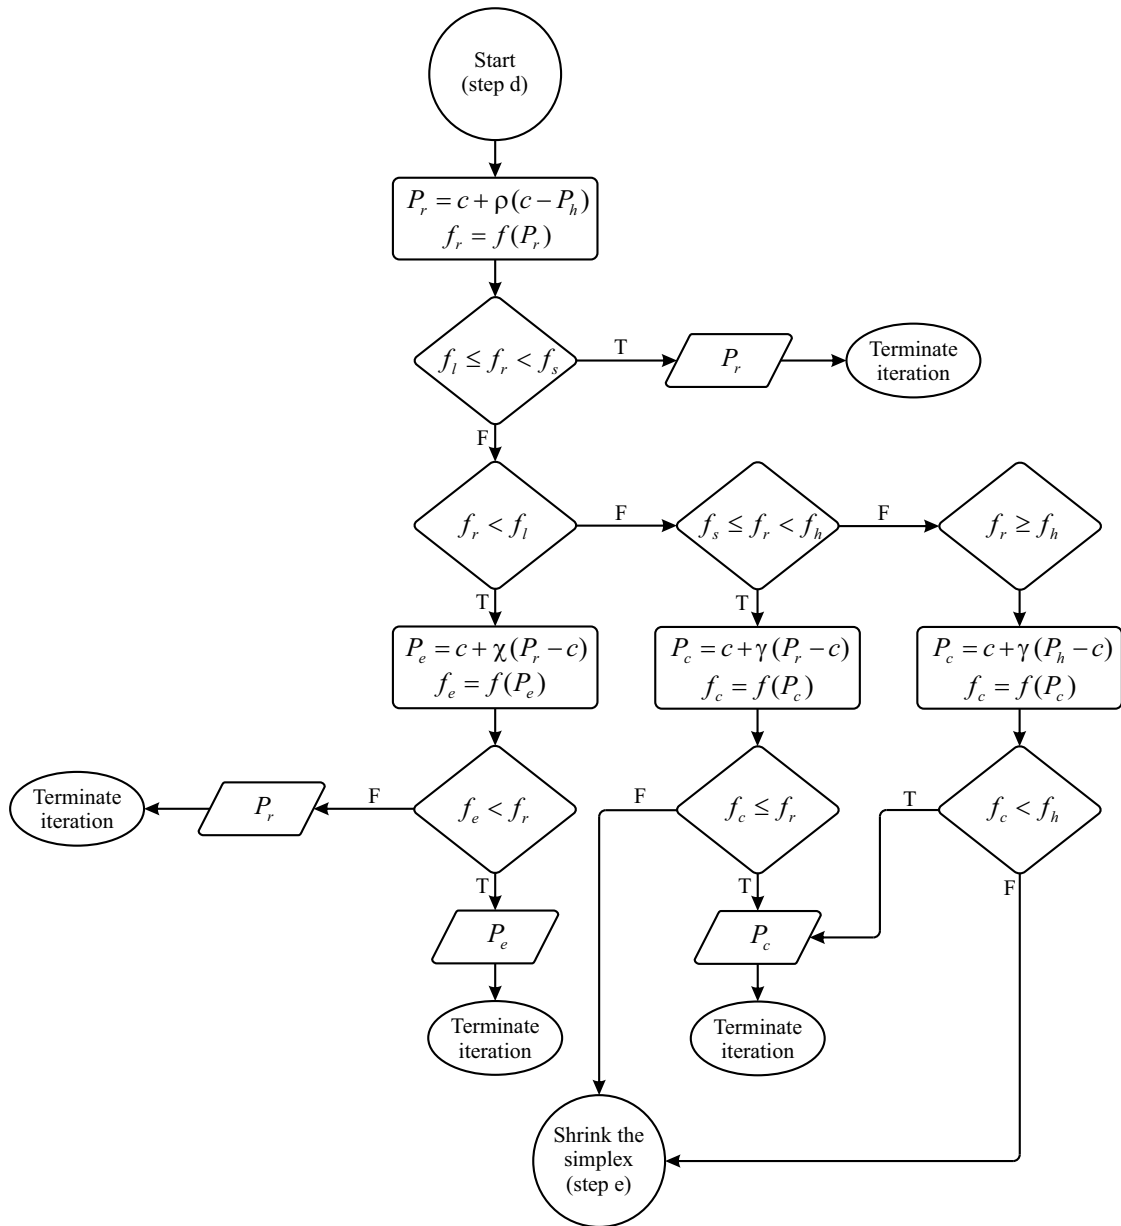 Start
(step d)
P_r = c + ρ(c − P_h)
f_r = f(P_r)
f_l ≤ f_r < f_s
T
P_r
Terminate
iteration
F
f_r < f_l
F
f_s ≤ f_r < f_h
F
f_r ≥ f_h
T
T
P_e = c + χ(P_r − c)
f_e = f(P_e)
P_c = c + γ(P_r − c)
f_c = f(P_c)
P_c = c + γ(P_h − c)
f_c = f(P_c)
Terminate
iteration
P_r
F
f_e < f_r
F
f_c ≤ f_r
T
f_c < f_h
T
T
F
P_e
P_c
Terminate
iteration
Terminate
iteration
Shrink the
simplex
(step e)